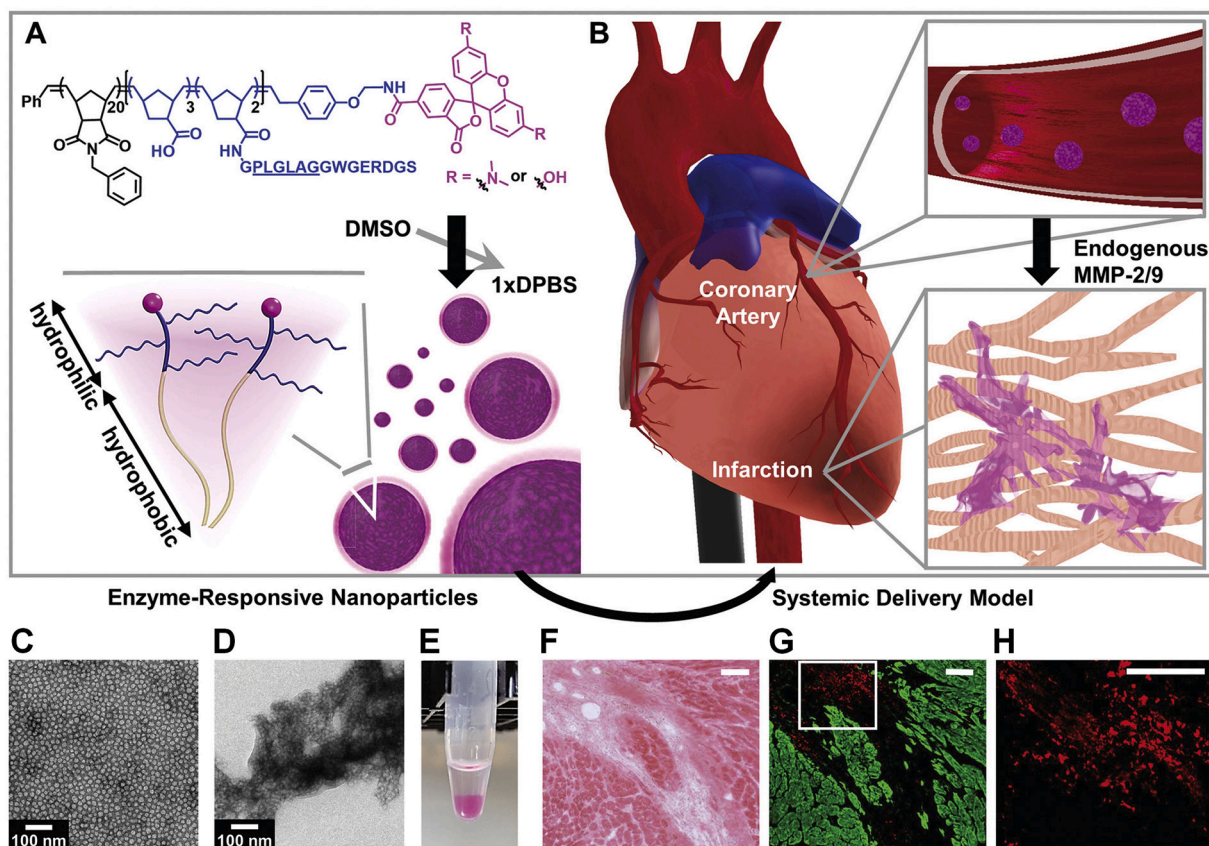 A
Ph
20
3
2
O
N
O
O
HO
O
HN
O
NH
O
R
O
O
O
R
GPLGLAGGWGERDGS
R = N or OH
DMSO
1xDPBS
hydrophilic
hydrophobic
B
Coronary
Artery
Infarction
Endogenous
MMP-2/9
Enzyme-Responsive Nanoparticles
Systemic Delivery Model
C
D
E
F
G
H
100 nm
100 nm